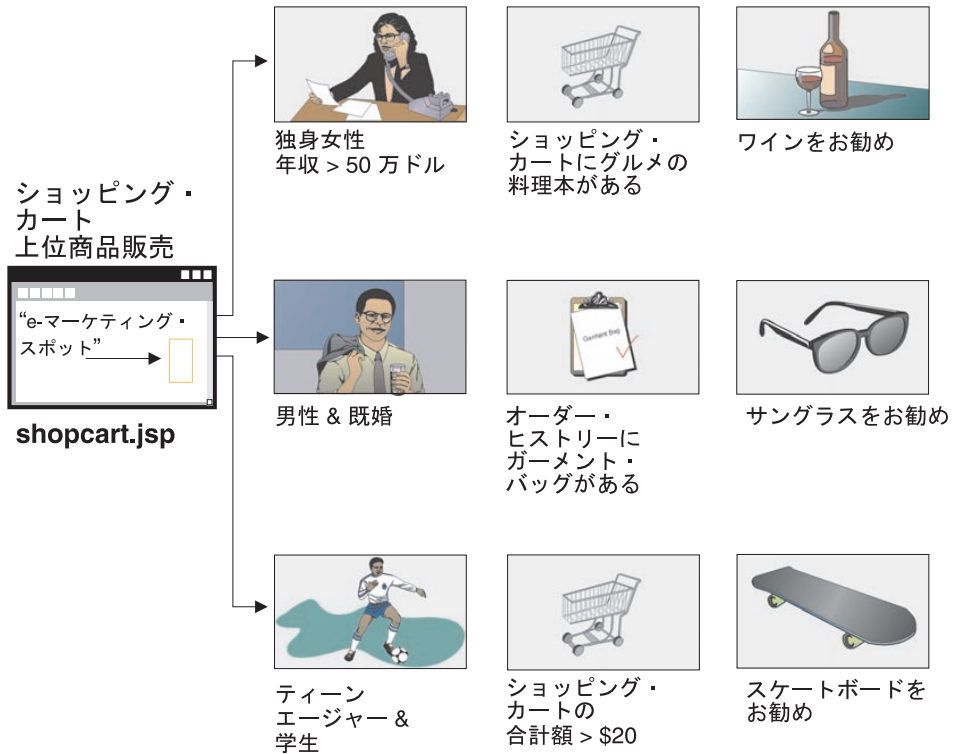 独身女性
年収 > 50 万ドル
ショッピング・
カートにグルメの
料理本がある
ワインをお勧め
ショッピング・
カート
上位商品販売
“e-マーケティング・
スポット”
shopcart.jsp
男性 & 既婚
Garment Bag
オーダー・
ヒストリーに
ガーメント・
バッグがある
サングラスをお勧め
ティーン
エージャー &
学生
ショッピング・
カートの
合計額 > $20
スケートボードを
お勧め